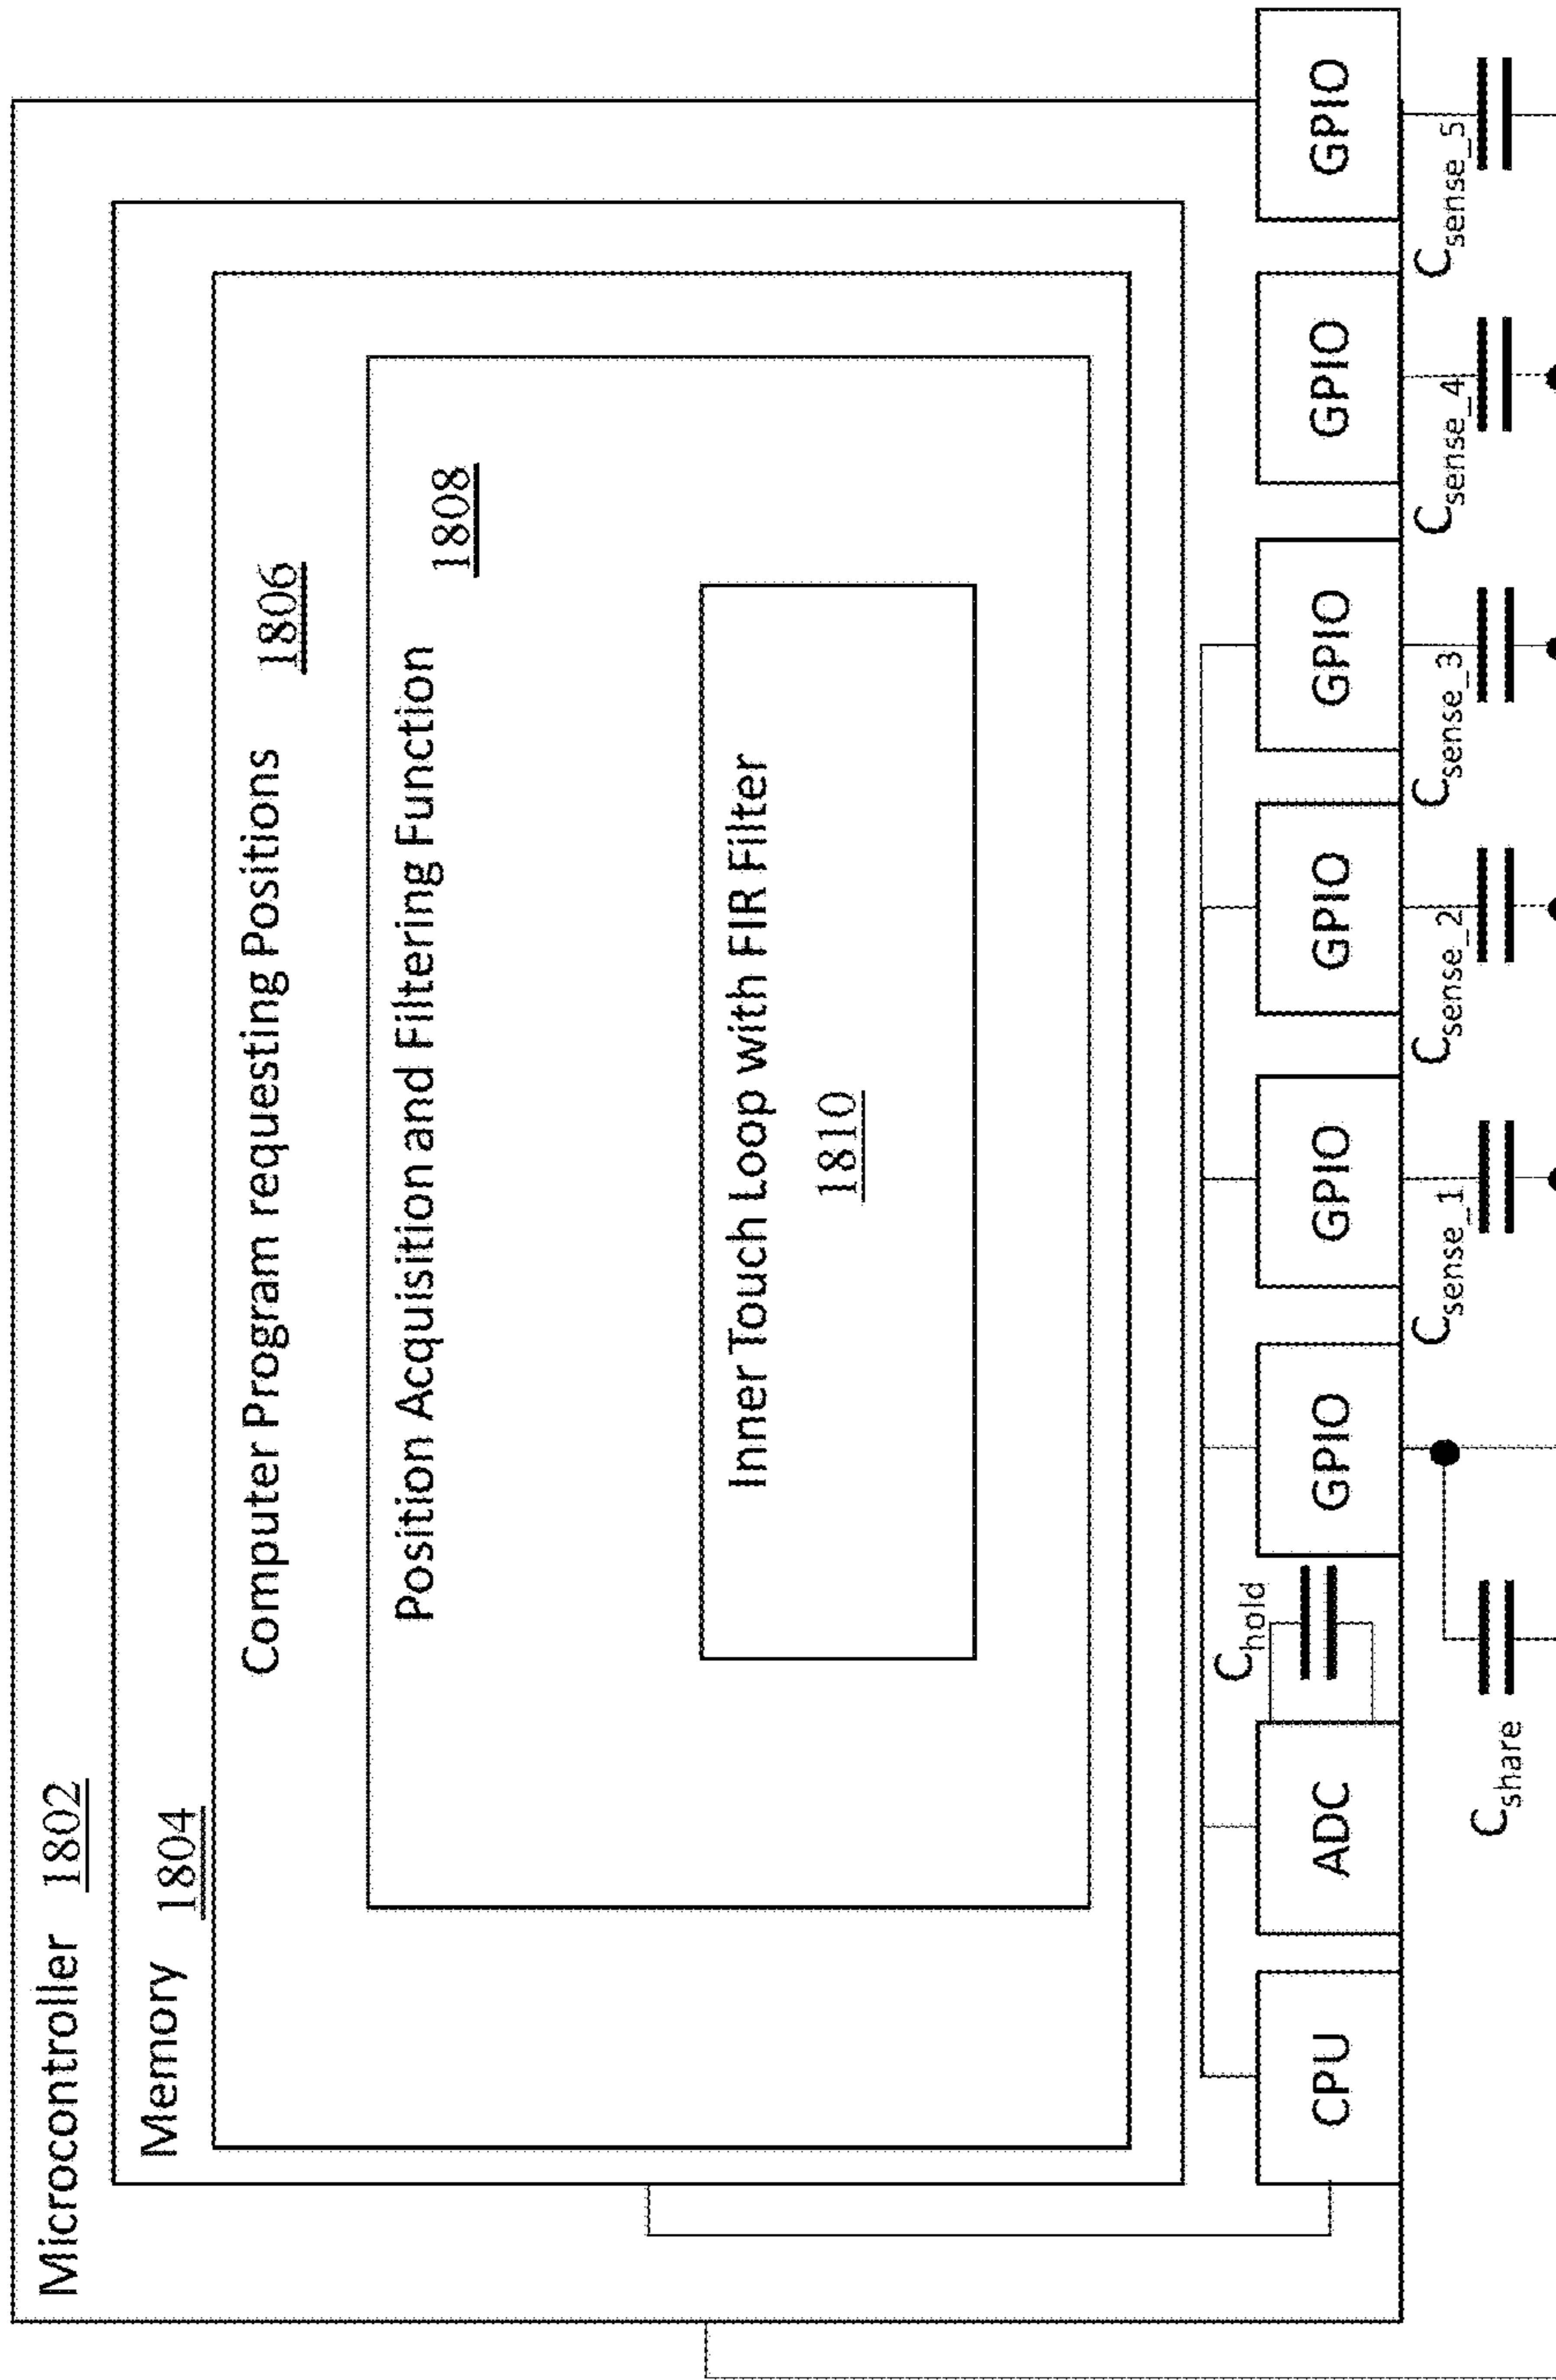 Microcontroller 1802
Memory 1804
Computer Program requesting Positions 1806
Position Acquisition and Filtering Function 1808
Inner Touch Loop with FIR Filter
1810
CPU
ADC
C_hold
GPIO
GPIO
GPIO
GPIO
GPIO
GPIO
C_share
C_sense_1
C_sense_2
C_sense_3
C_sense_4
C_sense_5